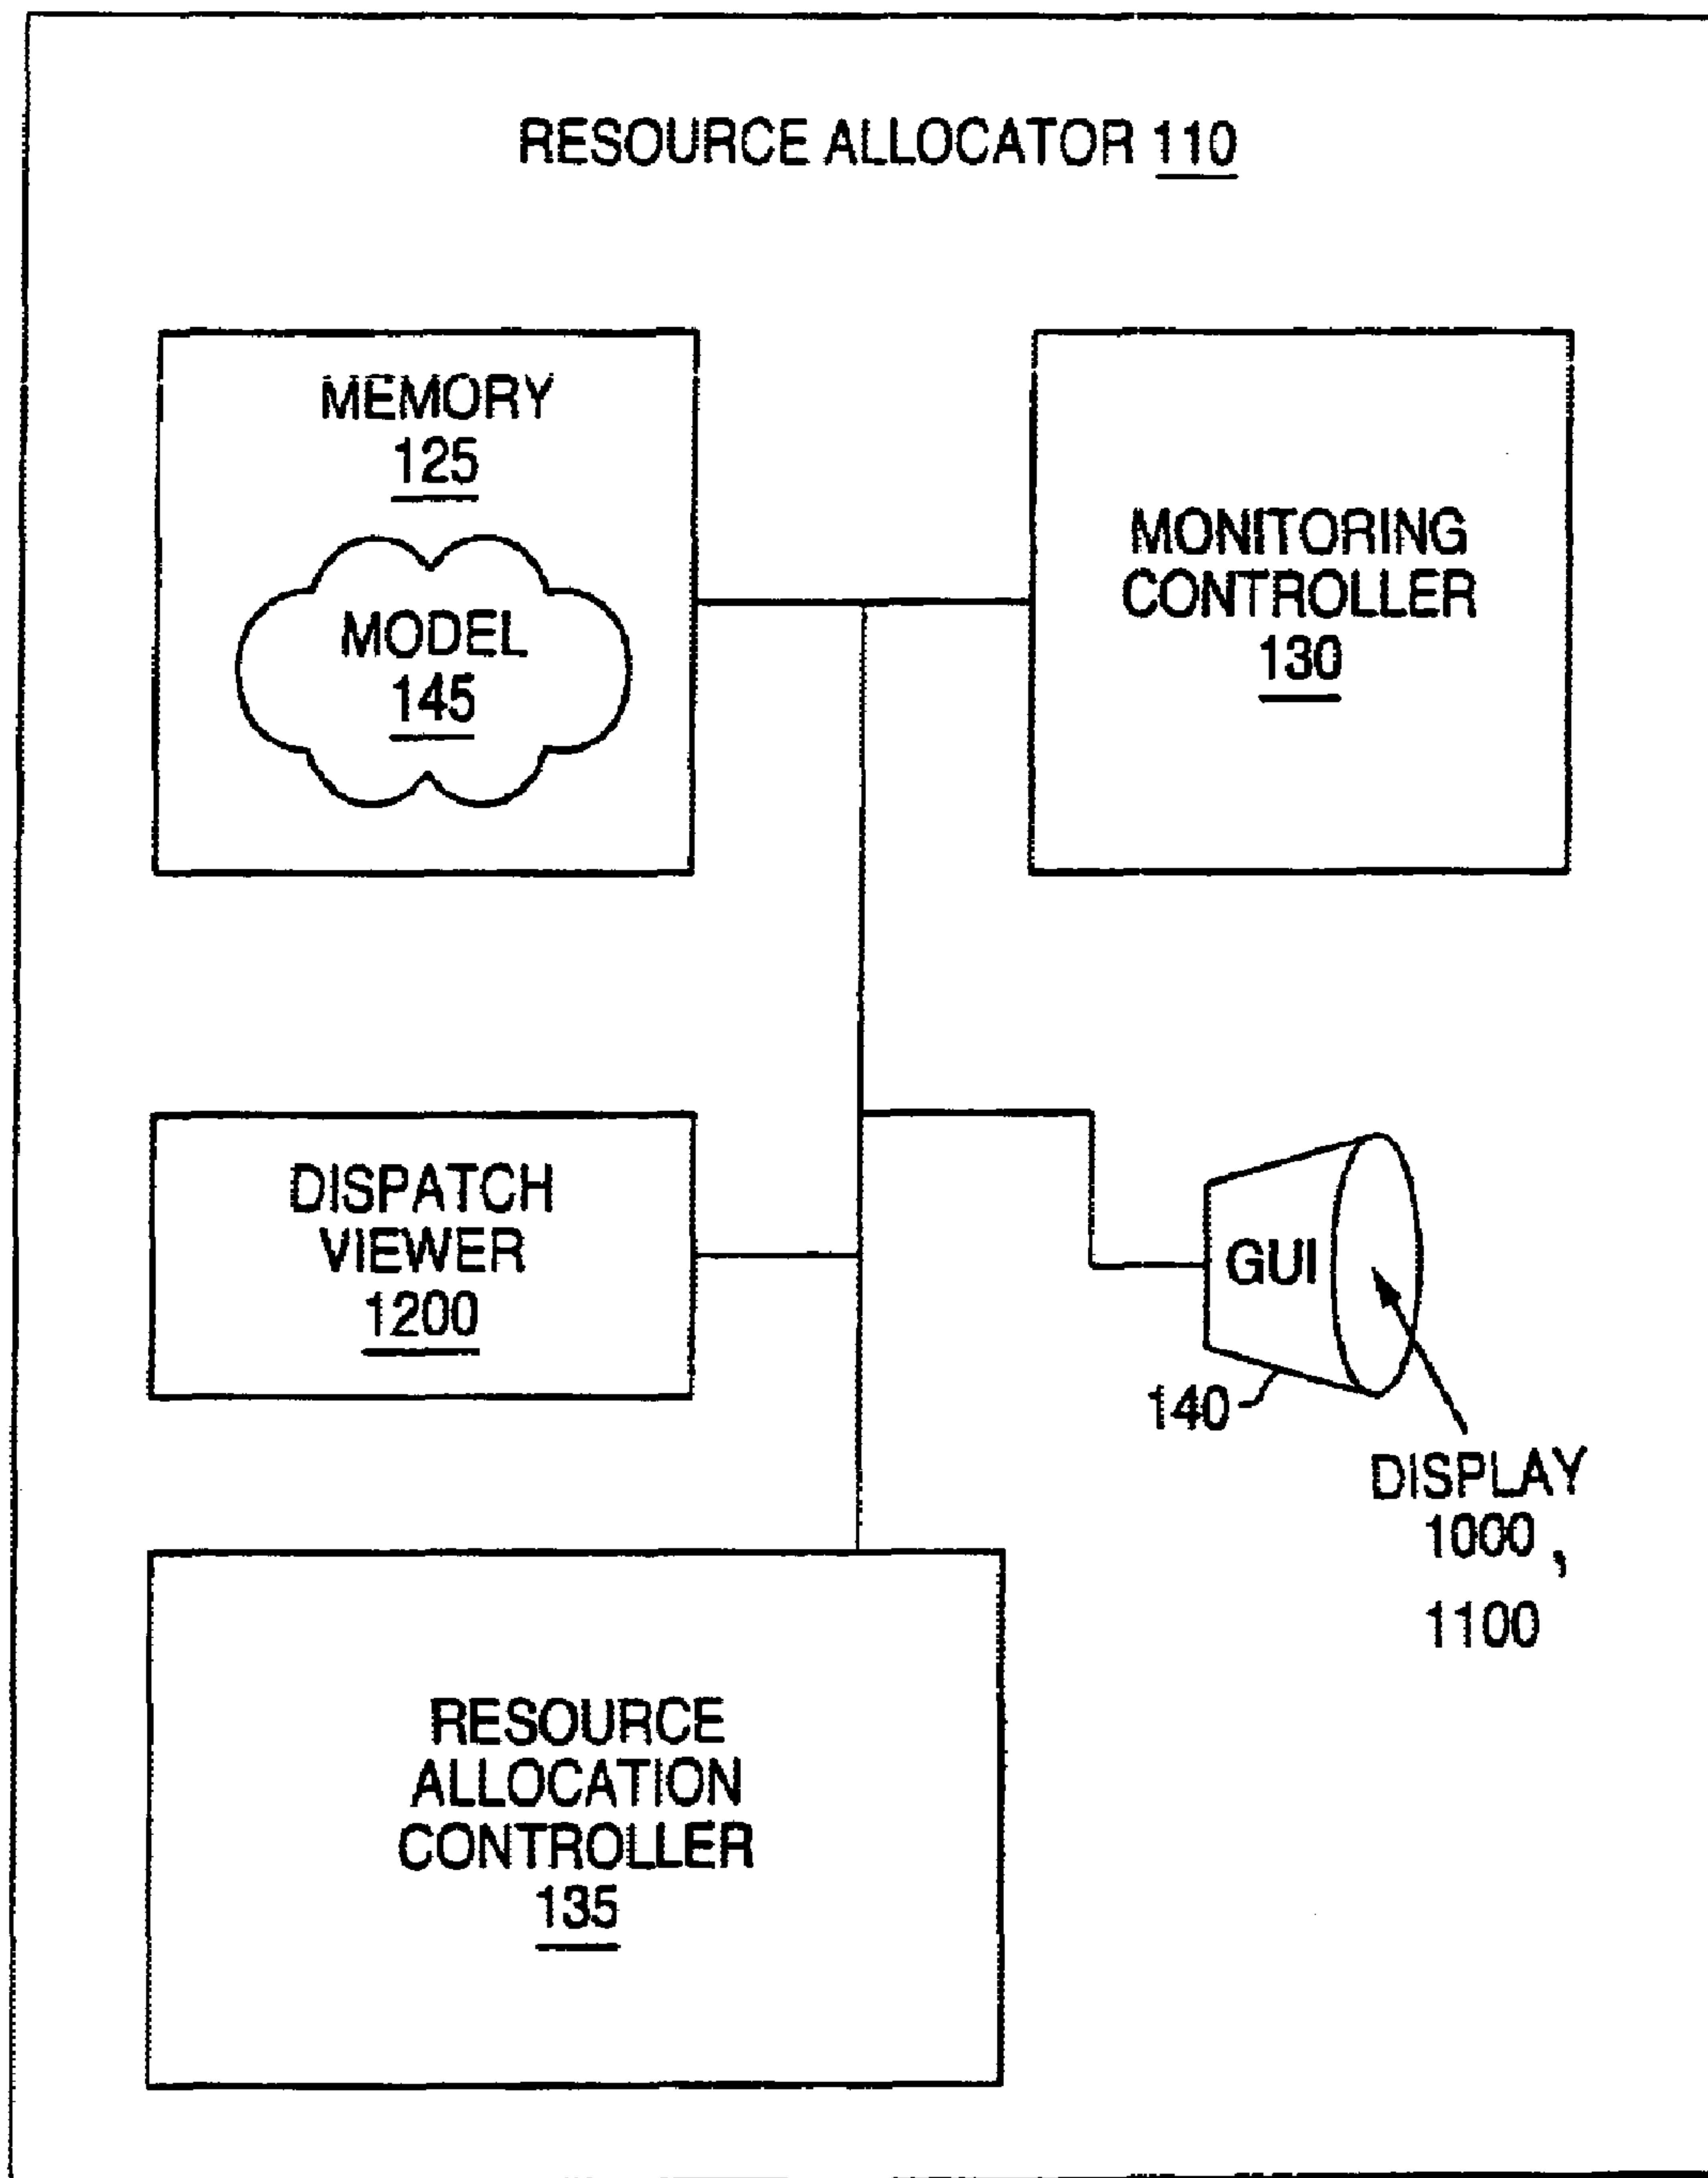 RESOURCE ALLOCATOR 110
MEMORY
125
MODEL
145
MONITORING
CONTROLLER
130
DISPATCH
VIEWER
1200
GUI
140
DISPLAY
1000 ,
1100
RESOURCE
ALLOCATION
CONTROLLER
135